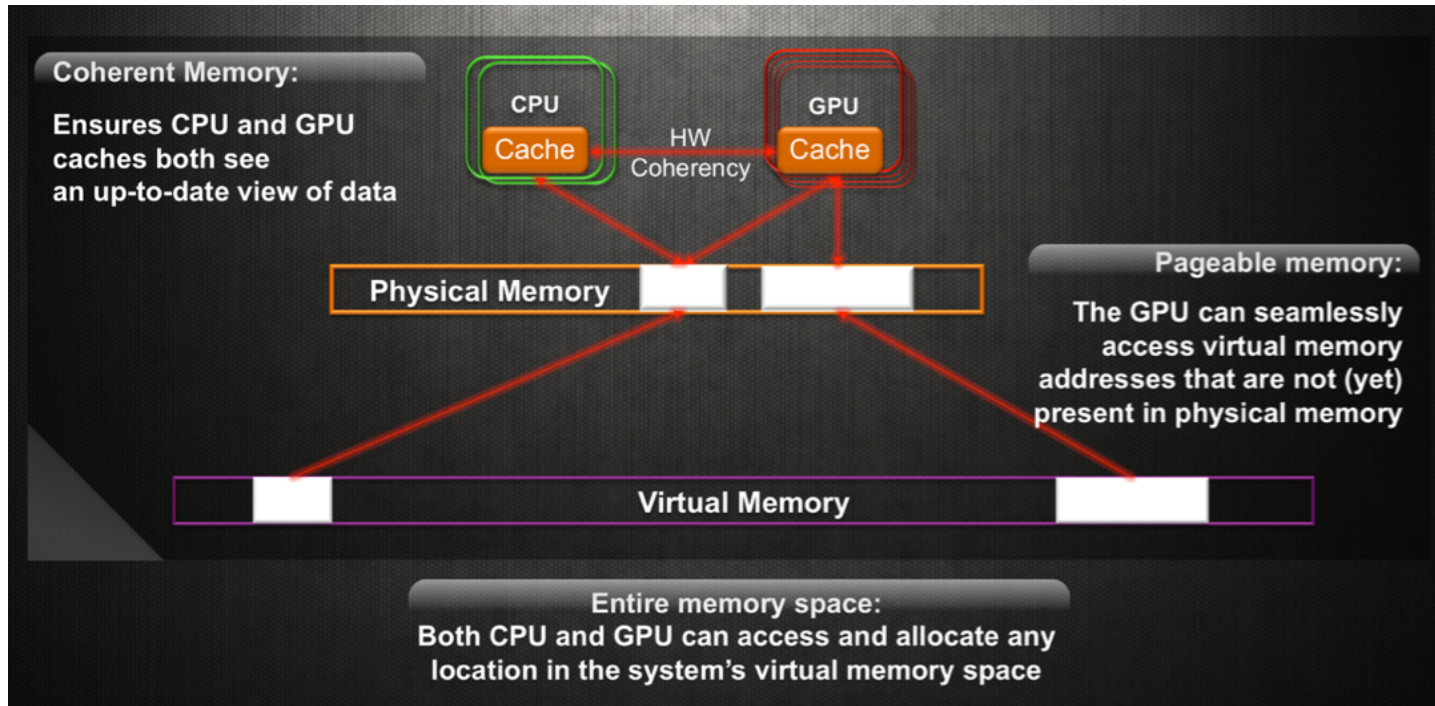 Coherent Memory:
Ensures CPU and GPU
caches both see
an up-to-date view of data
CPU
Cache
HW
Coherency
GPU
Cache
Physical Memory
Pageable memory:
The GPU can seamlessly
access virtual memory
addresses that are not (yet)
present in physical memory
Virtual Memory
Entire memory space:
Both CPU and GPU can access and allocate any
location in the system’s virtual memory space